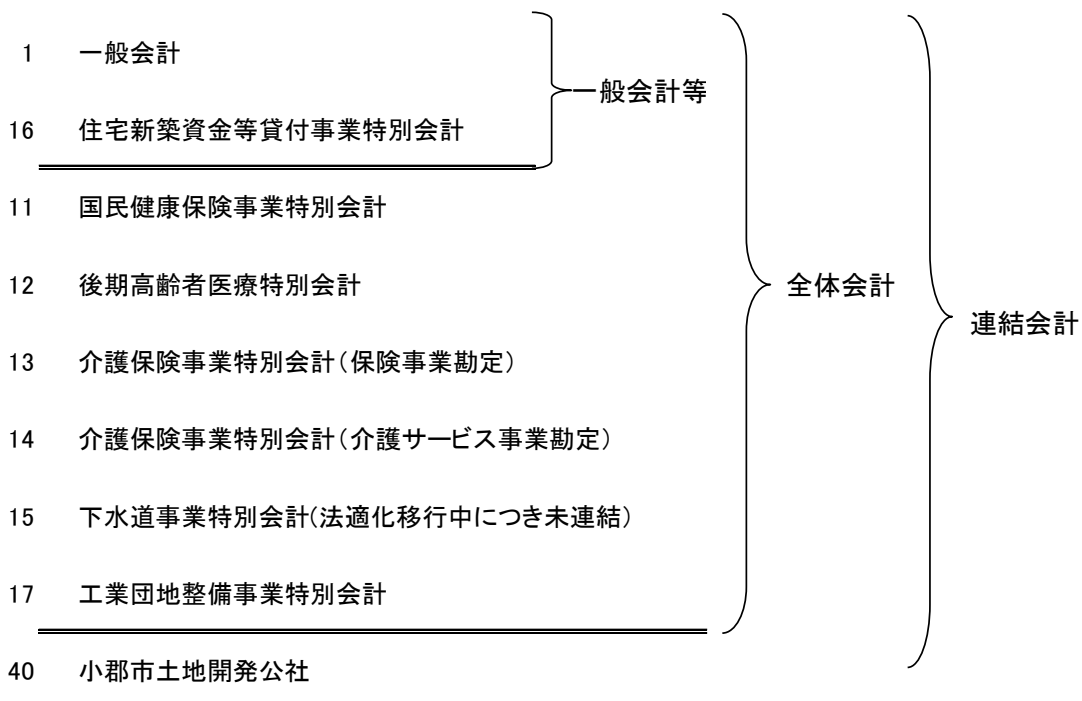 1 一般会計
一般会計等
16 住宅新築資金等貸付事業特別会計
11 国民健康保険事業特別会計
12 後期高齢者医療特別会計
全体会計
連結会計
13 介護保険事業特別会計(保険事業勘定)
14 介護保険事業特別会計(介護サービス事業勘定)
15 下水道事業特別会計(法適化移行中につき未連結)
17 工業団地整備事業特別会計
40 小郡市土地開発公社